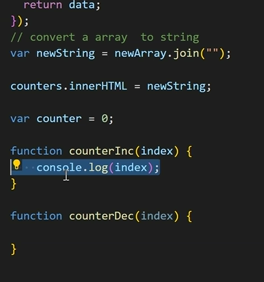 return data;
});
// convert a array  to string
var newString = newArray.join("");
counters.innerHTML = newString;
var counter = 0;
function counterInc(index) {
console.log(index);
}
function counterDec(index) {
}